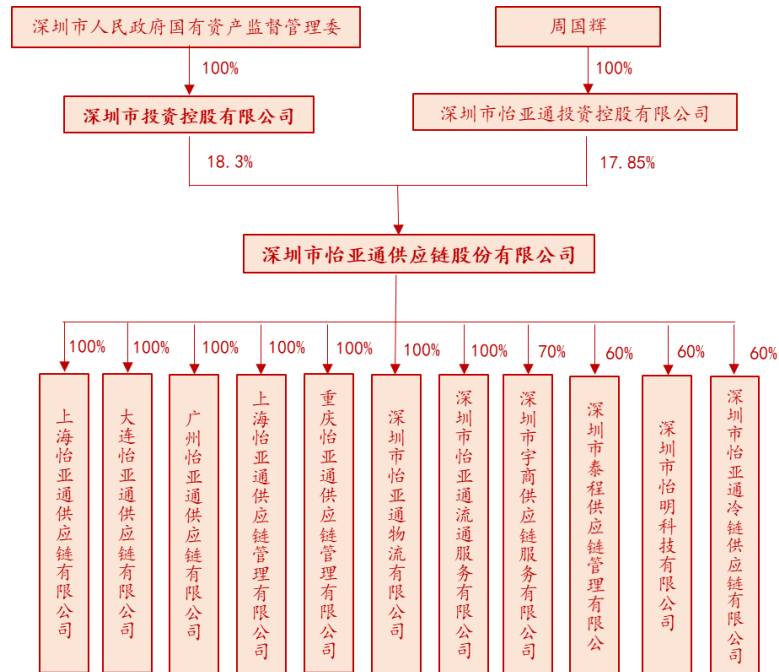 深圳市人民政府国有资产监督管理委
周国辉
100%
100%
深圳市投资控股有限公司
深圳市怡亚通投资控股有限公司
18.3%
17.85%
深圳市怡亚通供应链股份有限公司
100%
100%
100%
100%
100%
100%
100%
70%
60%
60%
60%
上海怡亚通供应链有限公司
大连怡亚通供应链有限公司
广州怡亚通供应链有限公司
上海怡亚通供应链管理有限公司
重庆怡亚通供应链管理有限公司
深圳市怡亚通物流有限公司
深圳市怡亚通流通服务有限公司
深圳市宇商供应链服务有限公司
深圳市泰程供应链管理有限公
深圳市怡明科技有限公司
深圳市怡亚通冷链供应链有限公司